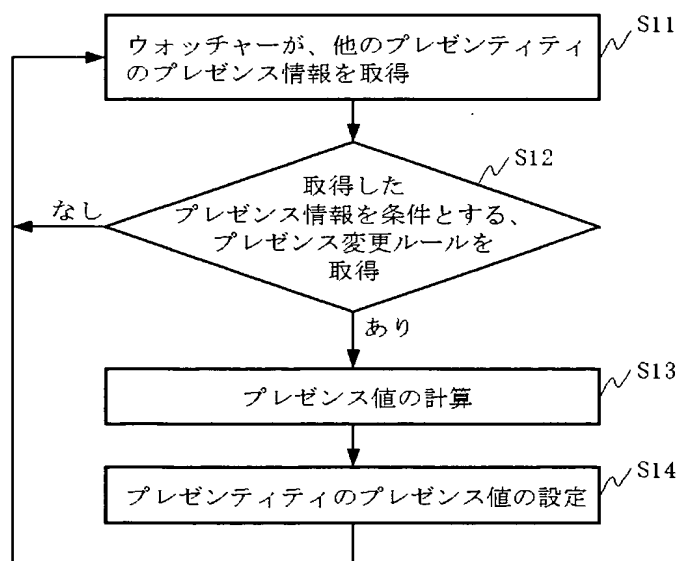 ウォッチャーが、他のプレゼンティティ
のプレゼンス情報を取得
S11
S12
取得した
プレゼンス情報を条件とする、
プレゼンス変更ルールを
取得
なし
あり
S13
プレゼンス値の計算
S14
プレゼンティティのプレゼンス値の設定